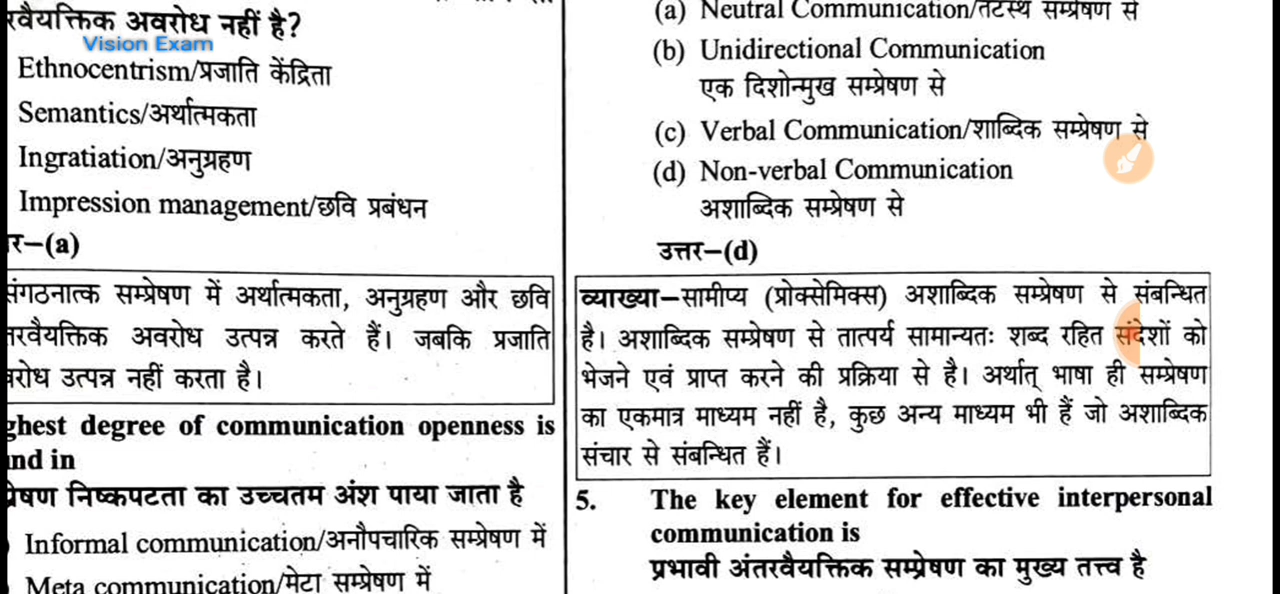 रवैयक्तिक अवरोध नहीं है?
Vision Exam
Ethnocentrism/प्रजाति केंद्रिता
Semantics/अर्थात्मकता
Ingratiation/अनुग्रहण
Impression management/छवि प्रबंधन
र–(a)
संगठनात्क सम्प्रेषण में अर्थात्मकता, अनुग्रहण और छवि
तरवैयक्तिक अवरोध उत्पन्न करते हैं। जबकि प्रजाति
वरोध उत्पन्न नहीं करता है।
ghest degree of communication openness is
und in
प्रेषण निष्कपटता का उच्चतम अंश पाया जाता है
Informal communication/अनौपचारिक सम्प्रेषण में
Meta communication/मेटा सम्प्रेषण में
(a) Neutral Communication/तटस्थ सम्प्रेषण से
(b) Unidirectional Communication
एक दिशोन्मुख सम्प्रेषण से
(c) Verbal Communication/शाब्दिक सम्प्रेषण से
(d) Non-verbal Communication
अशाब्दिक सम्प्रेषण से
उत्तर–(d)
व्याख्या–सामीप्य (प्रोक्सेमिक्स) अशाब्दिक सम्प्रेषण से संबन्धित
है। अशाब्दिक सम्प्रेषण से तात्पर्य सामान्यतः शब्द रहित संदेशों को
भेजने एवं प्राप्त करने की प्रक्रिया से है। अर्थात् भाषा ही सम्प्रेषण
का एकमात्र माध्यम नहीं है, कुछ अन्य माध्यम भी हैं जो अशाब्दिक
संचार से संबन्धित हैं।
5. The key element for effective interpersonal
communication is
प्रभावी अंतरवैयक्तिक सम्प्रेषण का मुख्य तत्त्व है